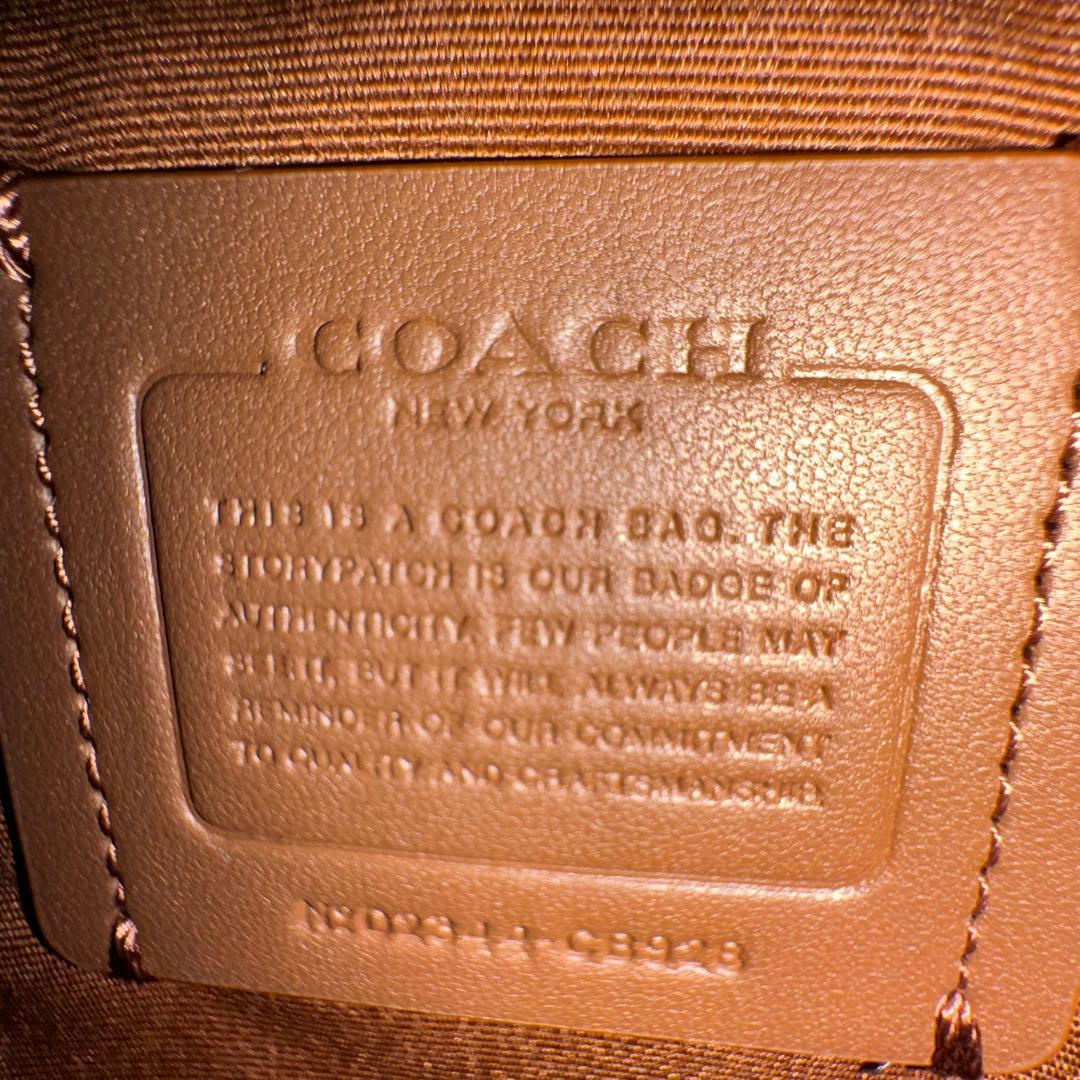 COACH
NEW YORK
THIS IS A COACH BAG. THE
STORYPATCH IS OUR BADGE OF
AUTHENTICITY. FEW PEOPLE MAY
SEE IT, BUT IT WILL ALWAYS BE A
REMINDER OF OUR COMMITMENT
TO QUALITY AND CRAFTSMANSHIP.